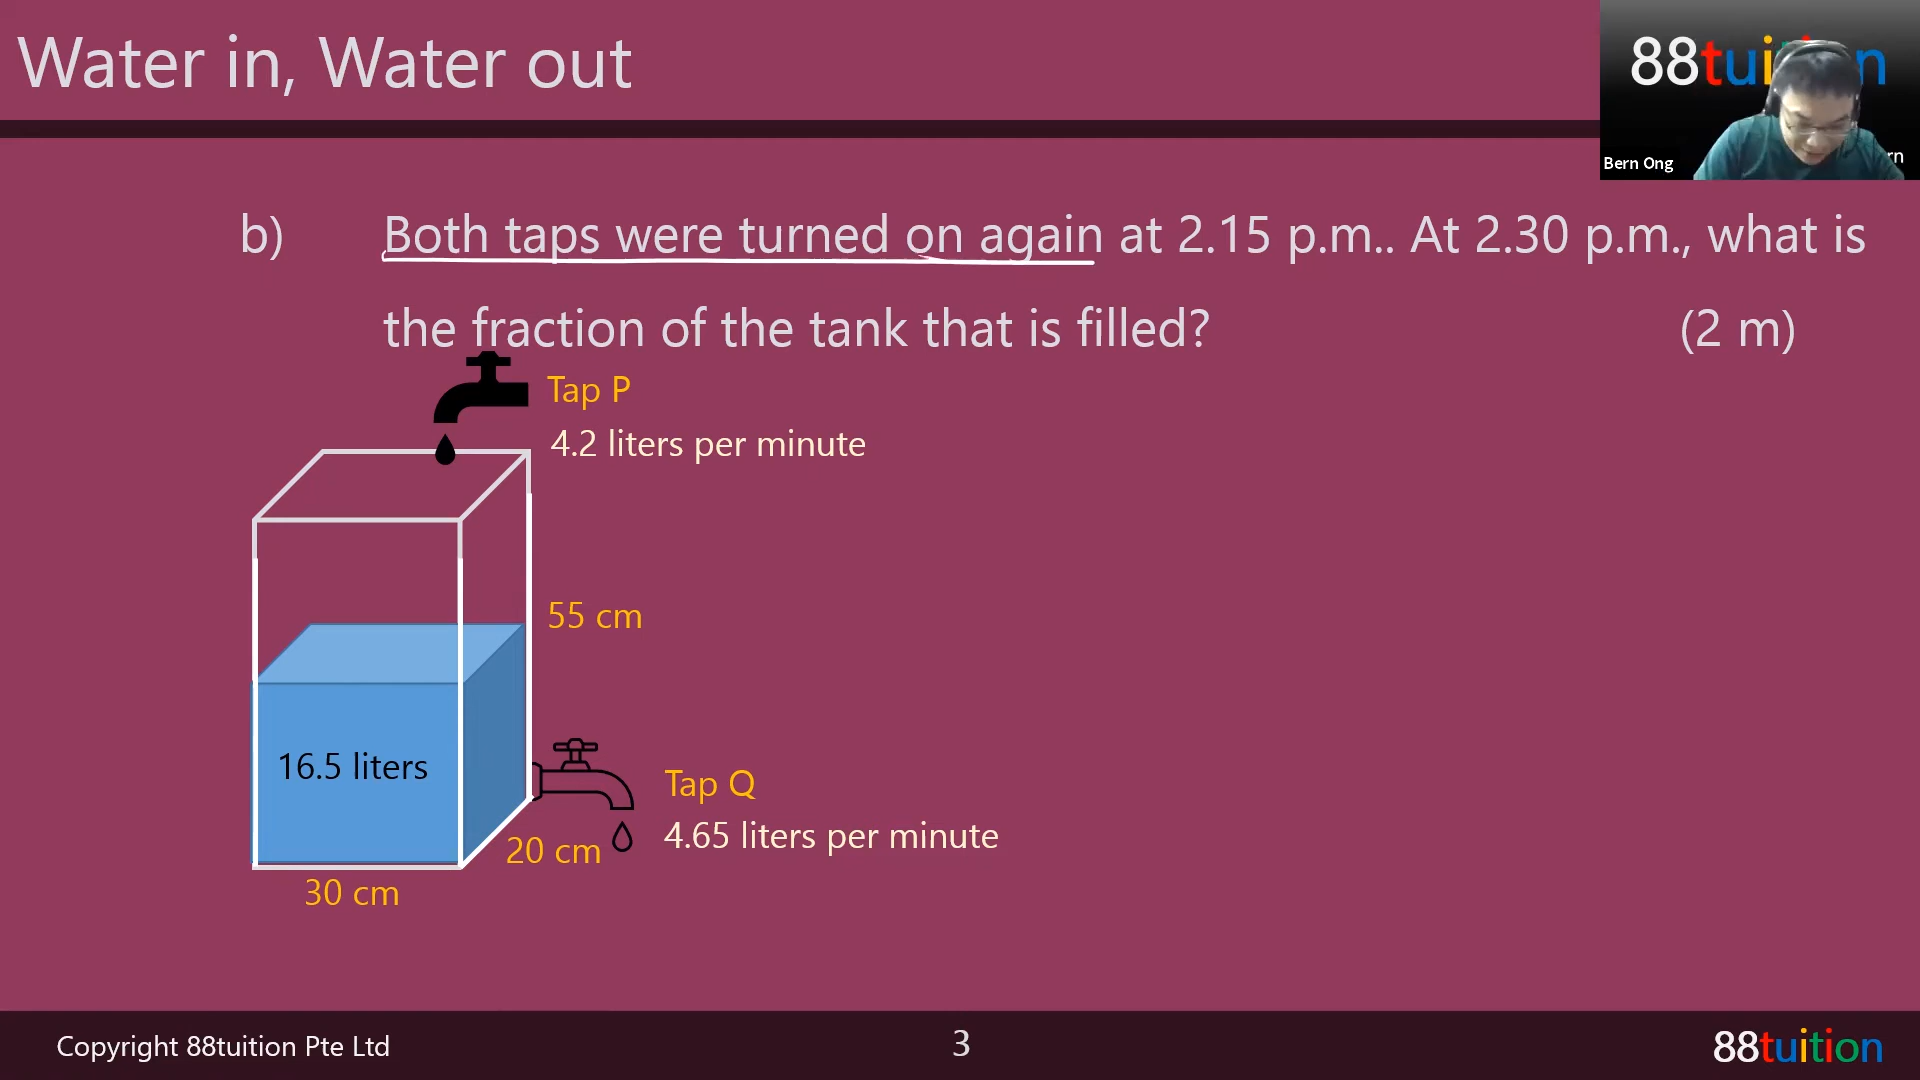 Water in, Water out
88tui n
Bern Ong
rn
b) Both taps were turned on again at 2.15 p.m.. At 2.30 p.m., what is
the fraction of the tank that is filled? (2 m)
Tap P
4.2 liters per minute
55 cm
16.5 liters
Tap Q
4.65 liters per minute
20 cm
30 cm
Copyright 88tuition Pte Ltd
3
88tuition